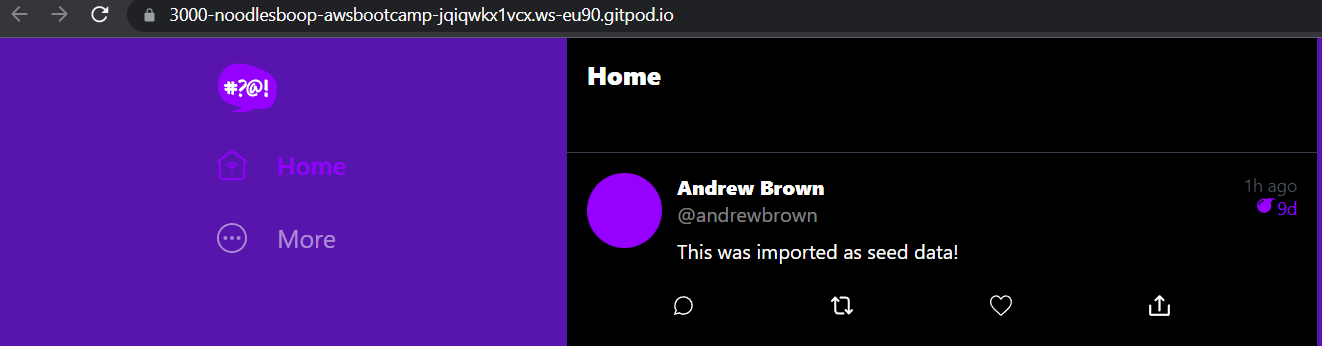 3000-noodlesboop-awsbootcamp-jqiqwkx1vcx.ws-eu90.gitpod.io
#?@!
Home
More
Home
Andrew Brown
@andrewbrown
1h ago
9d
This was imported as seed data!